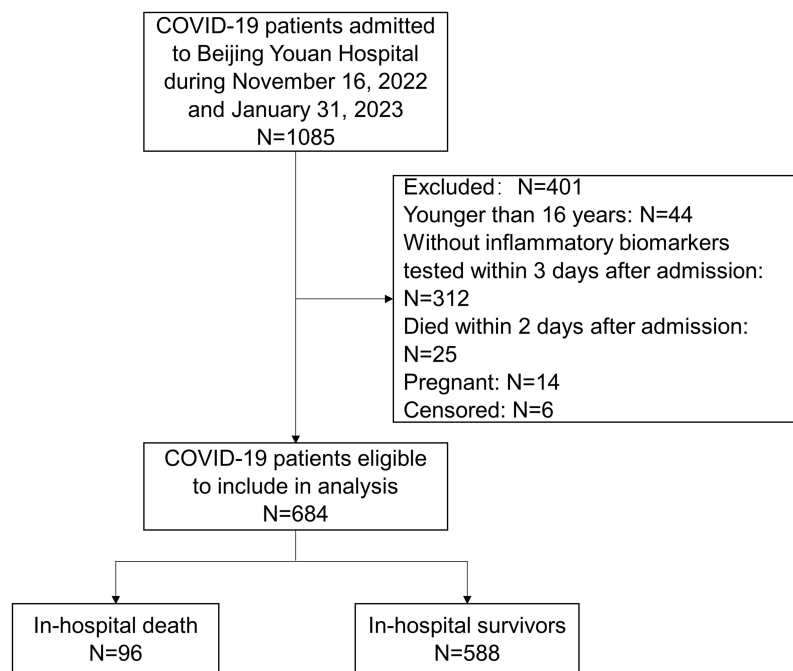 COVID-19 patients admitted
to Beijing Youan Hospital
during November 16, 2022
and January 31, 2023
N=1085
Excluded： N=401
Younger than 16 years: N=44
Without inflammatory biomarkers
tested within 3 days after admission:
N=312
Died within 2 days after admission:
N=25
Pregnant: N=14
Censored: N=6
COVID-19 patients eligible
to include in analysis
N=684
In-hospital death
N=96
In-hospital survivors
N=588